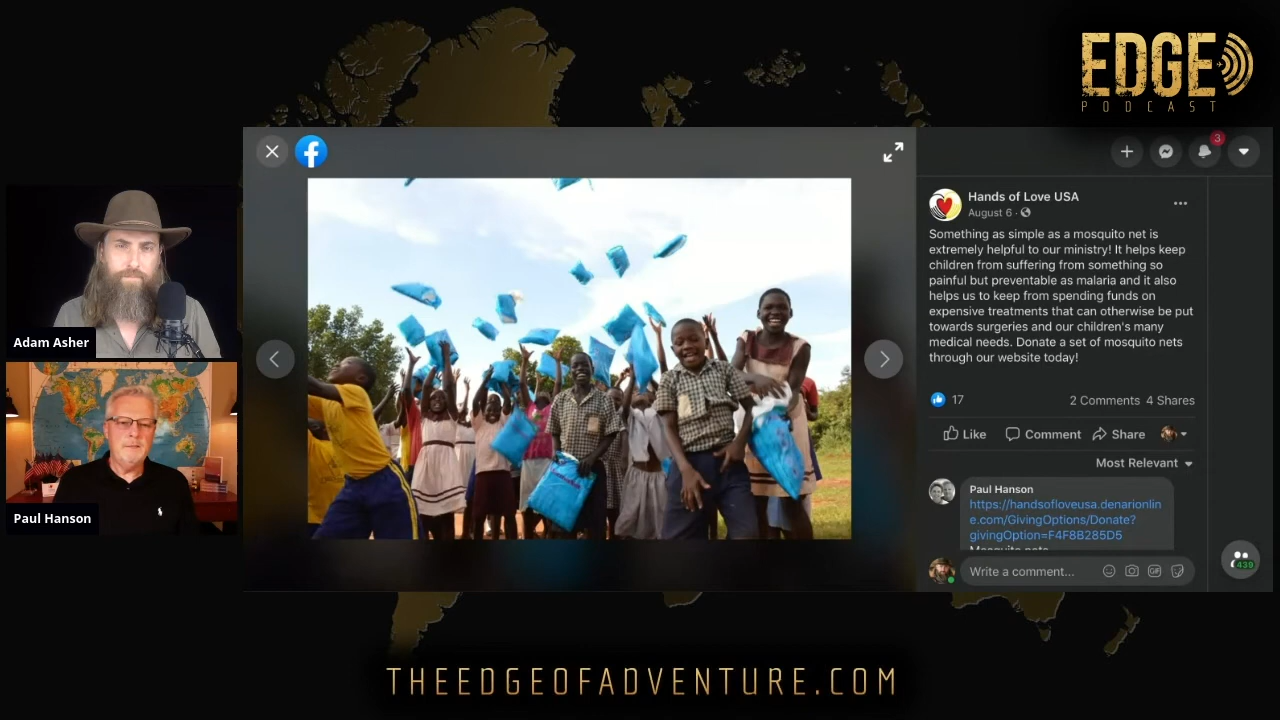 EDGE
PODCAST
Adam Asher
Paul Hanson
3
Hands of Love USA
August 6 ·
Something as simple as a mosquito net is
extremely helpful to our ministry! It helps keep
children from suffering from something so
painful but preventable as malaria and it also
helps us to keep from spending funds on
expensive treatments that can otherwise be put
towards surgeries and our children's many
medical needs. Donate a set of mosquito nets
through our website today!
17
2 Comments 4 Shares
Like Comment Share
Most Relevant
Paul Hanson
https://handsofloveusa.denarionlin
e.com/GivingOptions/Donate?
givingOption=F4F8B285D5
Mosquito nets
Write a comment...
GIF
439
THEEDGEOFADVENTURE.COM